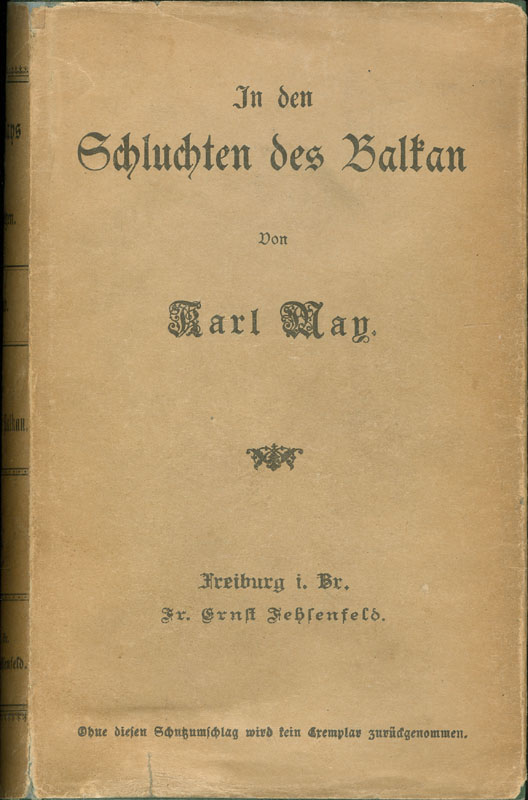 In den
Schluchten des Balkan
Von
Karl May.
Freiburg i. Br.
Fr. Ernst Fehsenfeld.
Ohne diesen Schutzumschlag wird kein Exemplar zurückgenommen.